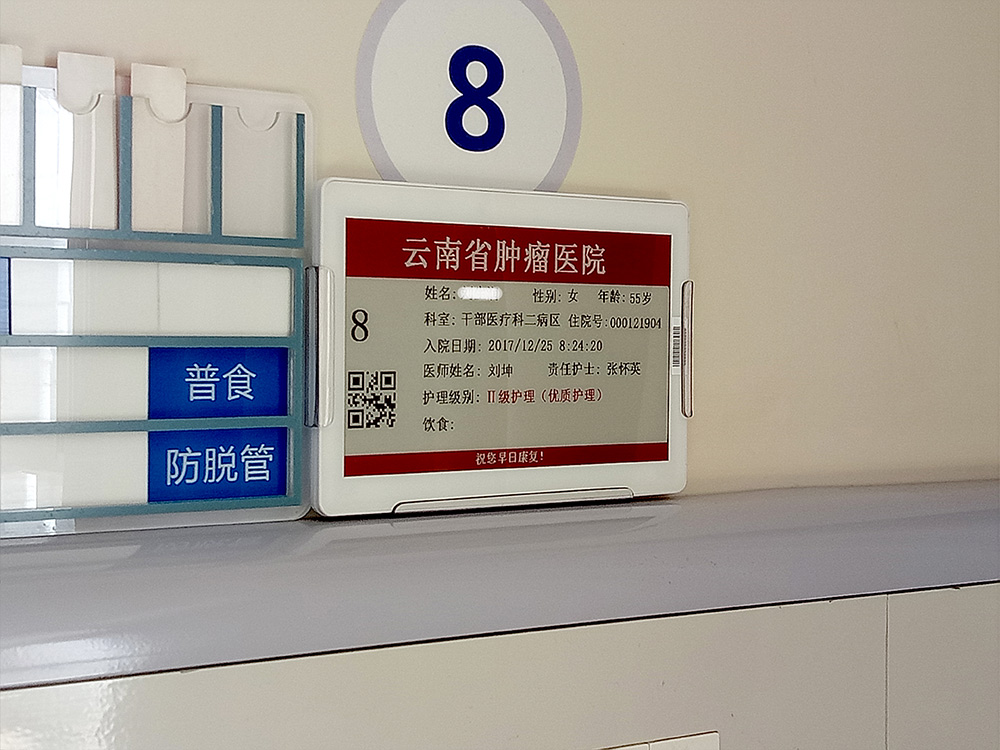 8
云南省肿瘤医院
姓名: 性别: 女 年龄: 55岁
8
科室: 干部医疗科二病区 住院号:000121904
入院日期: 2017/12/25 8:24:20
医师姓名: 刘坤 责任护士: 张怀英
护理级别: II级护理(优质护理)
饮食:
祝您早日康复!
普食
防脱管